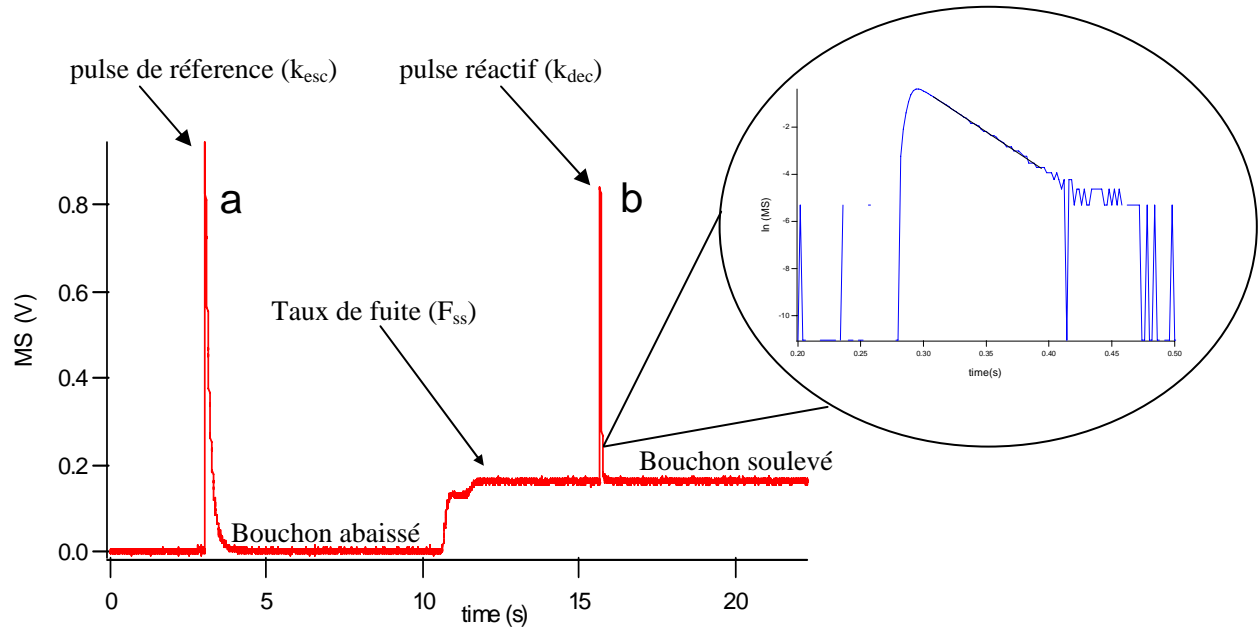 pulse de réference (kesc)
pulse réactif (kdec)
a
b
Taux de fuite (Fss)
Bouchon abaissé
Bouchon soulevé
MS (V)
0.8
0.6
0.4
0.2
0.0
0
5
10
15
20
time (s)
ln (MS)
-2
-4
-6
-8
-10
0.20
0.25
0.30
0.35
0.40
0.45
0.50
time(s)